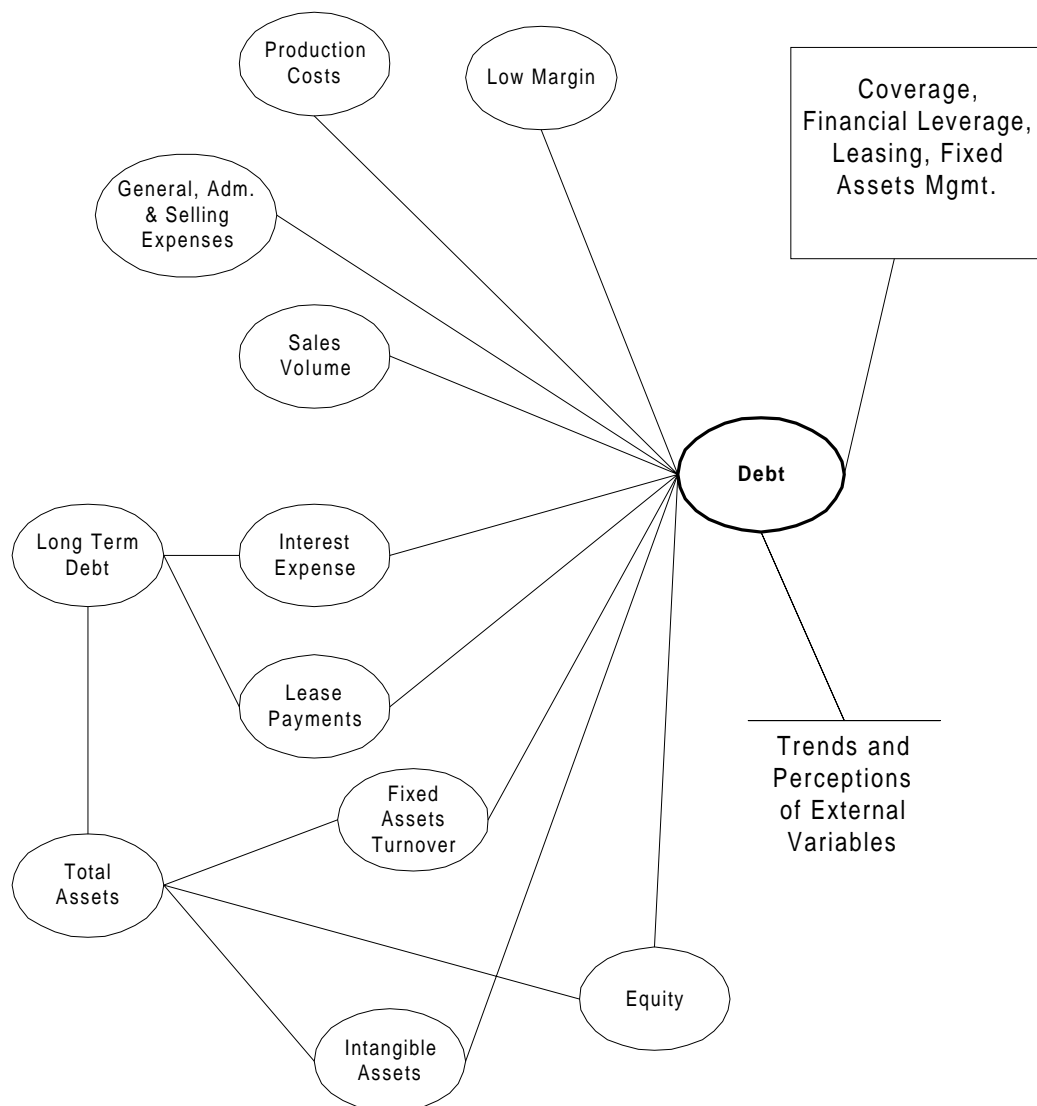 Production
Costs
Low Margin
Coverage,
Financial Leverage,
Leasing, Fixed
Assets Mgmt.
General, Adm.
& Selling
Expenses
Sales
Volume
Debt
Long Term
Debt
Interest
Expense
Lease
Payments
Trends and
Perceptions
of External
Variables
Fixed
Assets
Turnover
Total
Assets
Equity
Intangible
Assets